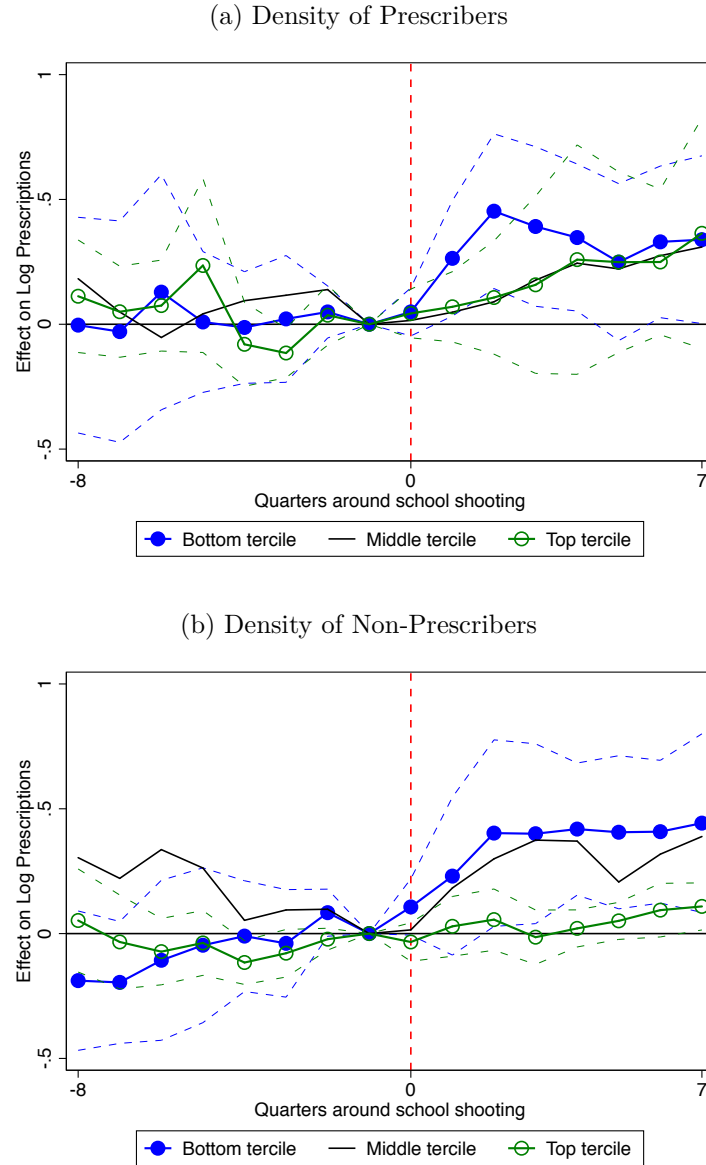 (a) Density of Prescribers
Effect on Log Prescriptions
1
.5
0
-.5
-8
0
7
Quarters around school shooting
Bottom tercile
Middle tercile
Top tercile
(b) Density of Non-Prescribers
Effect on Log Prescriptions
1
.5
0
-.5
-8
0
7
Quarters around school shooting
Bottom tercile
Middle tercile
Top tercile